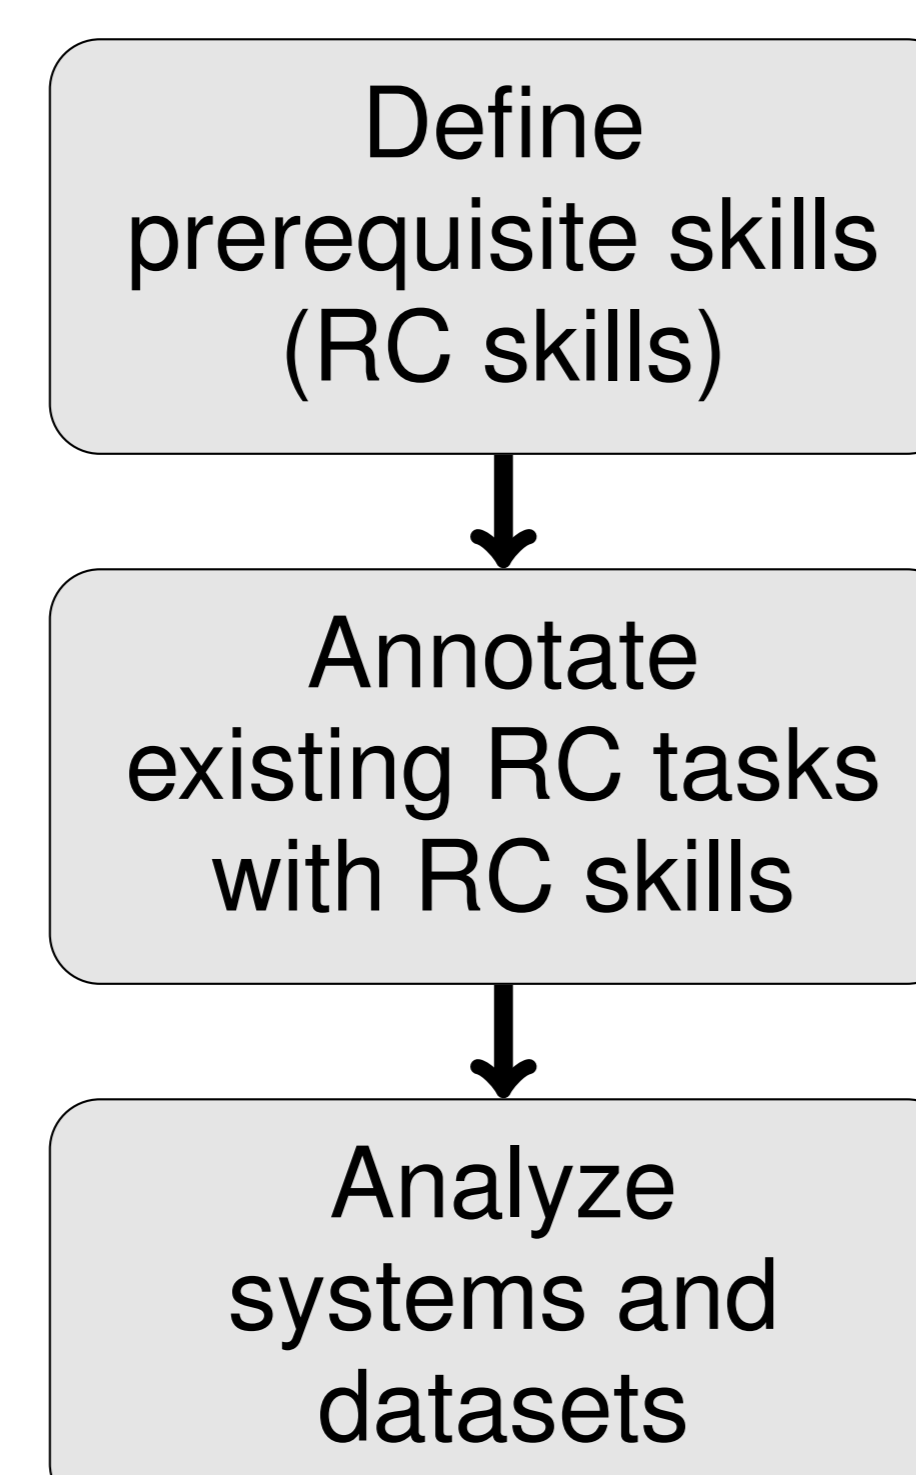 Define
prerequisite skills
(RC skills)
Annotate
existing RC tasks
with RC skills
Analyze
systems and
datasets